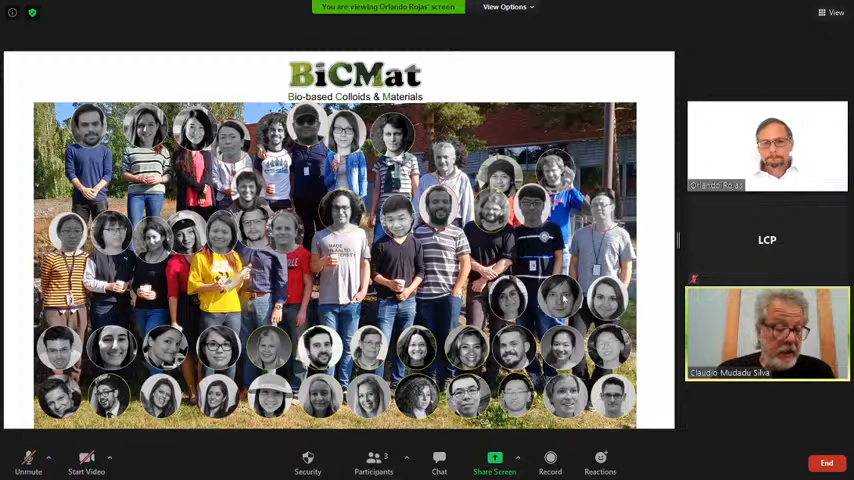 You are viewing Orlando Rojas' screen
View Options
View
BiCMat
Bio-based Colloids & Materials
Orlando Rojas
LCP
Claudio Mudadu Silva
Unmute
Start Video
Security
3
Participants
Chat
Share Screen
Record
Reactions
End